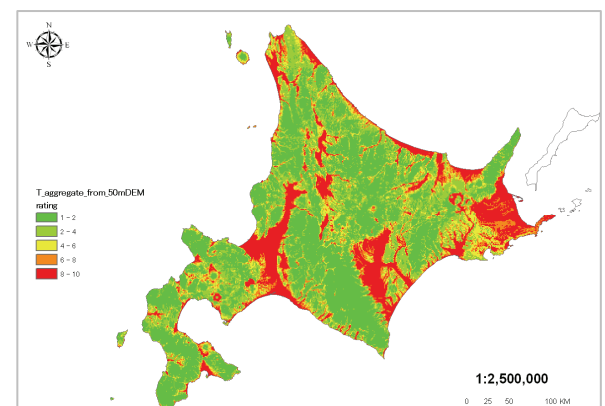 N
W E
S
T_aggregate_from_50mDEM
rating
1 - 2
2 - 4
4 - 6
6 - 8
8 - 10
1:2,500,000
0 25 50 100 KM